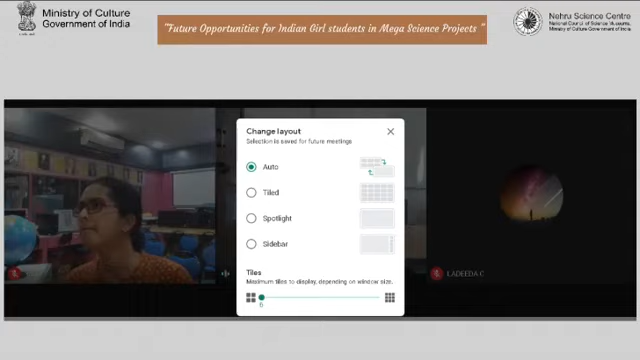 Ministry of Culture
Government of India
"Future Opportunities for Indian Girl students in Mega Science Projects "
Nehru Science Centre
National Council of Science Museums,
Ministry of Culture, Government of India
Change layout
Selection is saved for future meetings
Auto
Tiled
Spotlight
Sidebar
Tiles
Maximum tiles to display, depending on window size.
6
LADEEDA C